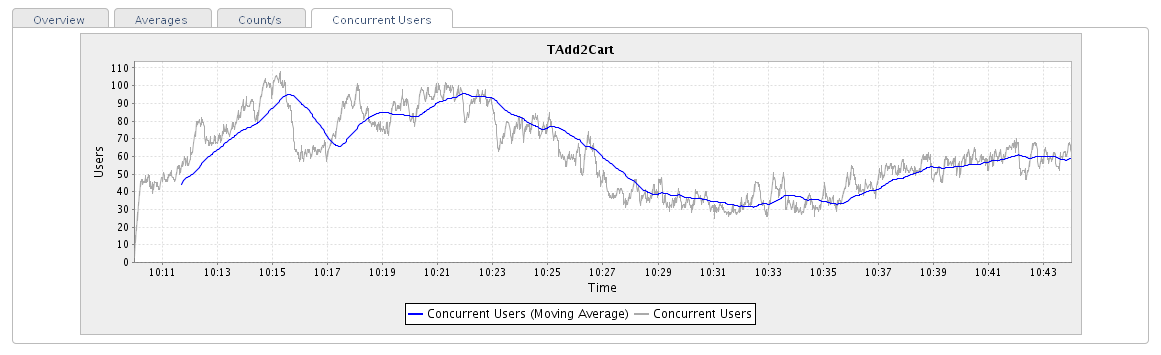 Overview Averages Count/s Concurrent Users
TAdd2Cart
110
100
90
80
70
60
50
40
30
20
10
0
Users
10:11 10:13 10:15 10:17 10:19 10:21 10:23 10:25 10:27 10:29 10:31 10:33 10:35 10:37 10:39 10:41 10:43
Time
Concurrent Users (Moving Average) Concurrent Users